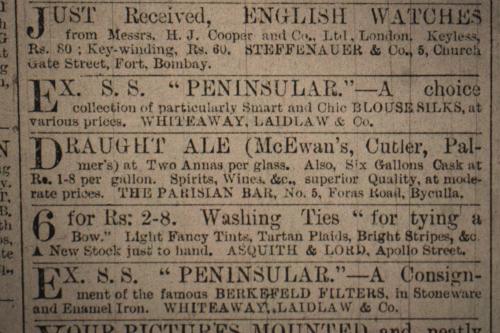 JUST Received, ENGLISH WATCHES
from Messrs. H. J. Cooper and Co., Ltd., London. Keyless,
Rs. 80; Key-winding, Rs. 60. STEFFENAUER & Co., 5, Church
Gate Street, Fort, Bombay.
EX. S. S. "PENINSULAR."—A choice
collection of particularly Smart and Chic BLOUSE SILKS, at
various prices. WHITEAWAY, LAIDLAW & Co.
DRAUGHT ALE (McEwan's, Cutler, Pal-
mer's) at Two Annas per glass. Also, Six Gallons Cask at
Rs. 1-8 per gallon. Spirits, Wines, &c., superior Quality, at mode-
rate prices. THE PARISIAN BAR, No. 5, Foras Road, Byculla.
6 for Rs: 2-8. Washing Ties "for tying a
Bow." Light Fancy Tints, Tartan Plaids, Bright Stripes, &c.
New Stock just to hand. ASQUITH & LORD, Apollo Street.
EX. S. S. "PENINSULAR."—A Consign-
ment of the famous BERKEFELD FILTERS, in Stoneware
and Enamel Iron. WHITEAWAY, LAIDLAW & Co.
YOUR PICTURES MOUNTED and neatly